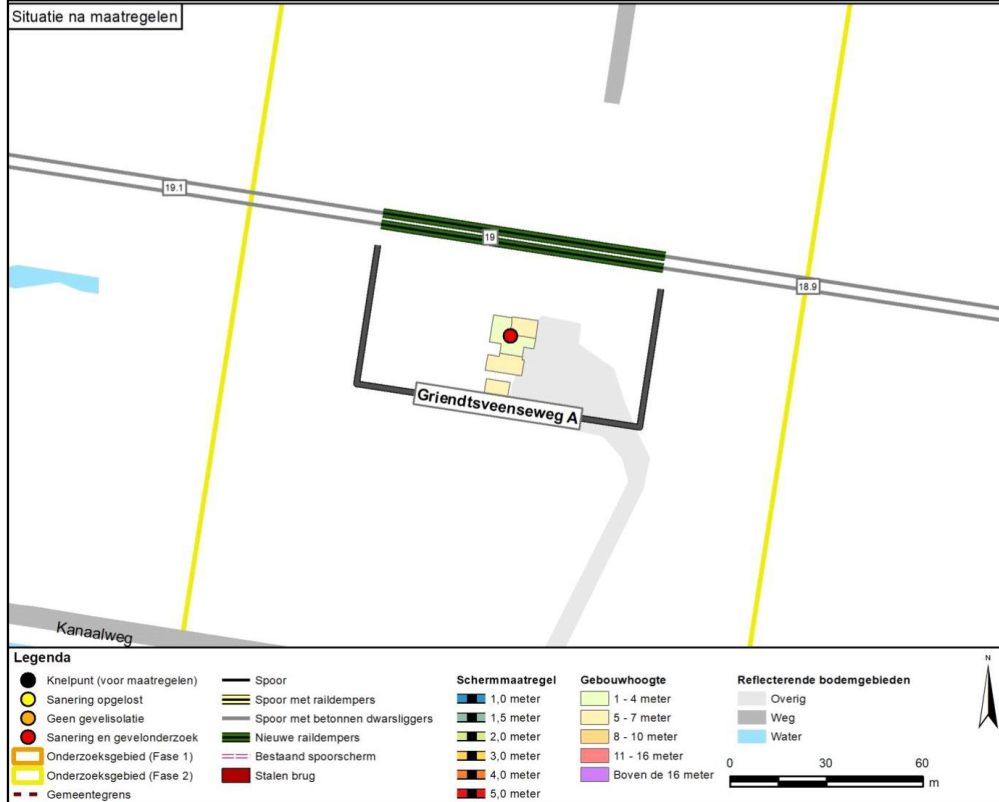 Situatie na maatregelen
19.1
19
18.9
Griendtsveenseweg A
Kanaalweg
Legenda
Knelpunt (voor maatregelen)
Sanering opgelost
Geen gevelisolatie
Sanering en gevelonderzoek
Onderzoeksgebied (Fase 1)
Onderzoeksgebied (Fase 2)
Gemeentegrens
Spoor
Spoor met raildempers
Spoor met betonnen dwarsliggers
Nieuwe raildempers
Bestaand spoorscherm
Stalen brug
Schermmaatregel
1,0 meter
1,5 meter
2,0 meter
3,0 meter
4,0 meter
5,0 meter
Gebouwhoogte
1 - 4 meter
5 - 7 meter
8 - 10 meter
11 - 16 meter
Boven de 16 meter
Reflecterende bodemgebieden
Overig
Weg
Water
N
0 30 60
m